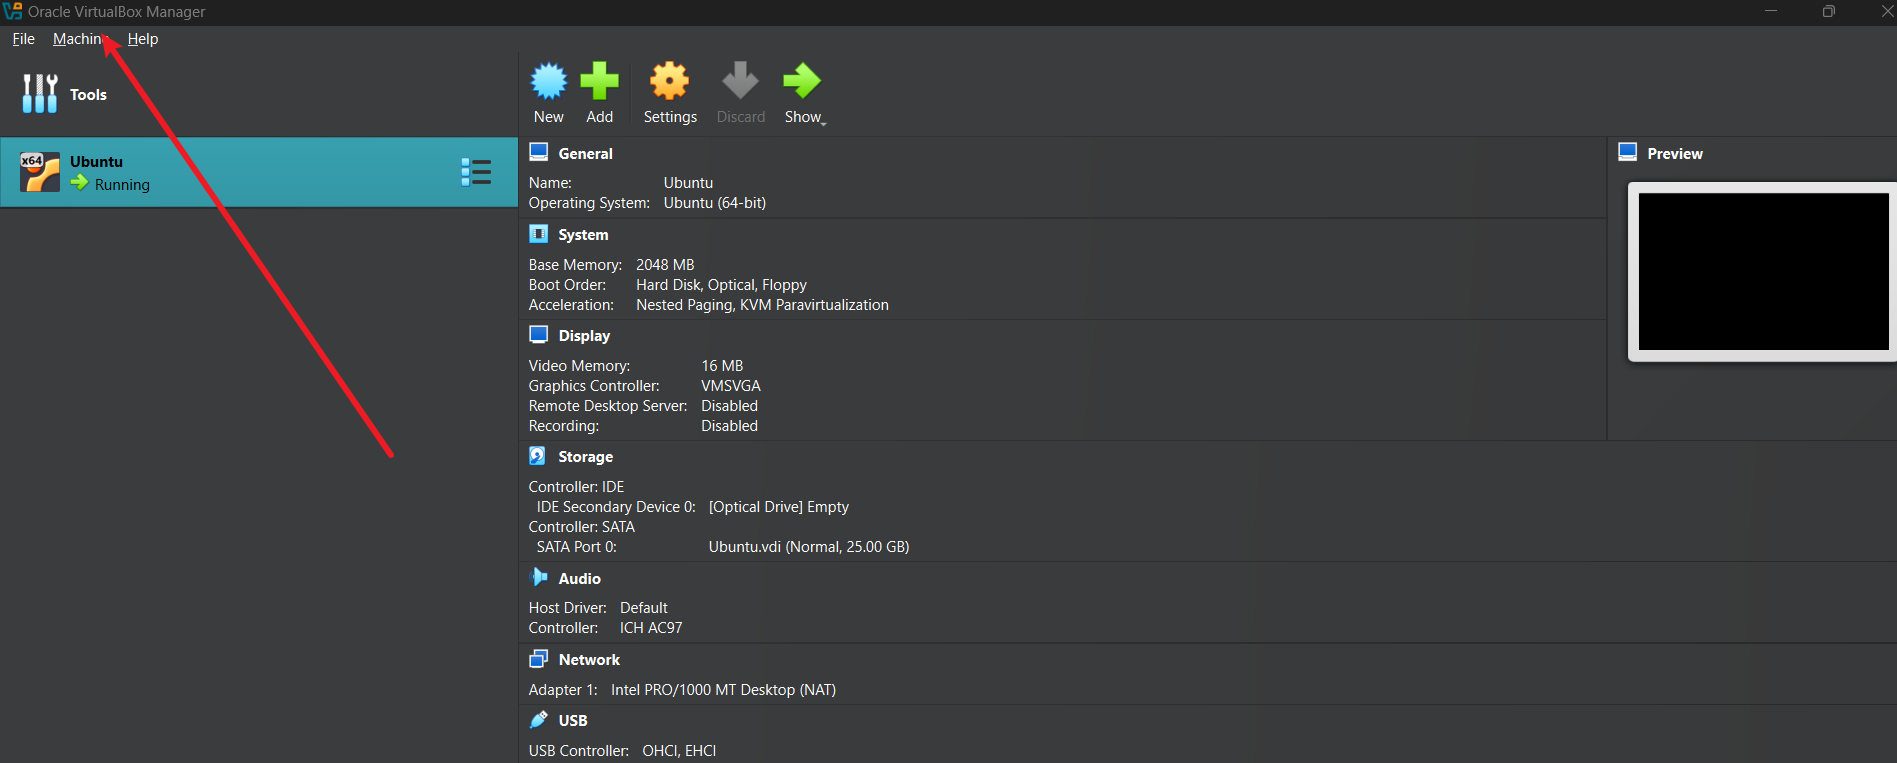 Oracle VirtualBox Manager
File Machine Help
Tools
New Add Settings Discard Show
x64 Ubuntu
Running
General
Name: Ubuntu
Operating System: Ubuntu (64-bit)
System
Base Memory: 2048 MB
Boot Order: Hard Disk, Optical, Floppy
Acceleration: Nested Paging, KVM Paravirtualization
Display
Video Memory: 16 MB
Graphics Controller: VMSVGA
Remote Desktop Server: Disabled
Recording: Disabled
Storage
Controller: IDE
IDE Secondary Device 0: [Optical Drive] Empty
Controller: SATA
SATA Port 0: Ubuntu.vdi (Normal, 25.00 GB)
Audio
Host Driver: Default
Controller: ICH AC97
Network
Adapter 1: Intel PRO/1000 MT Desktop (NAT)
USB
USB Controller: OHCI, EHCI
Preview